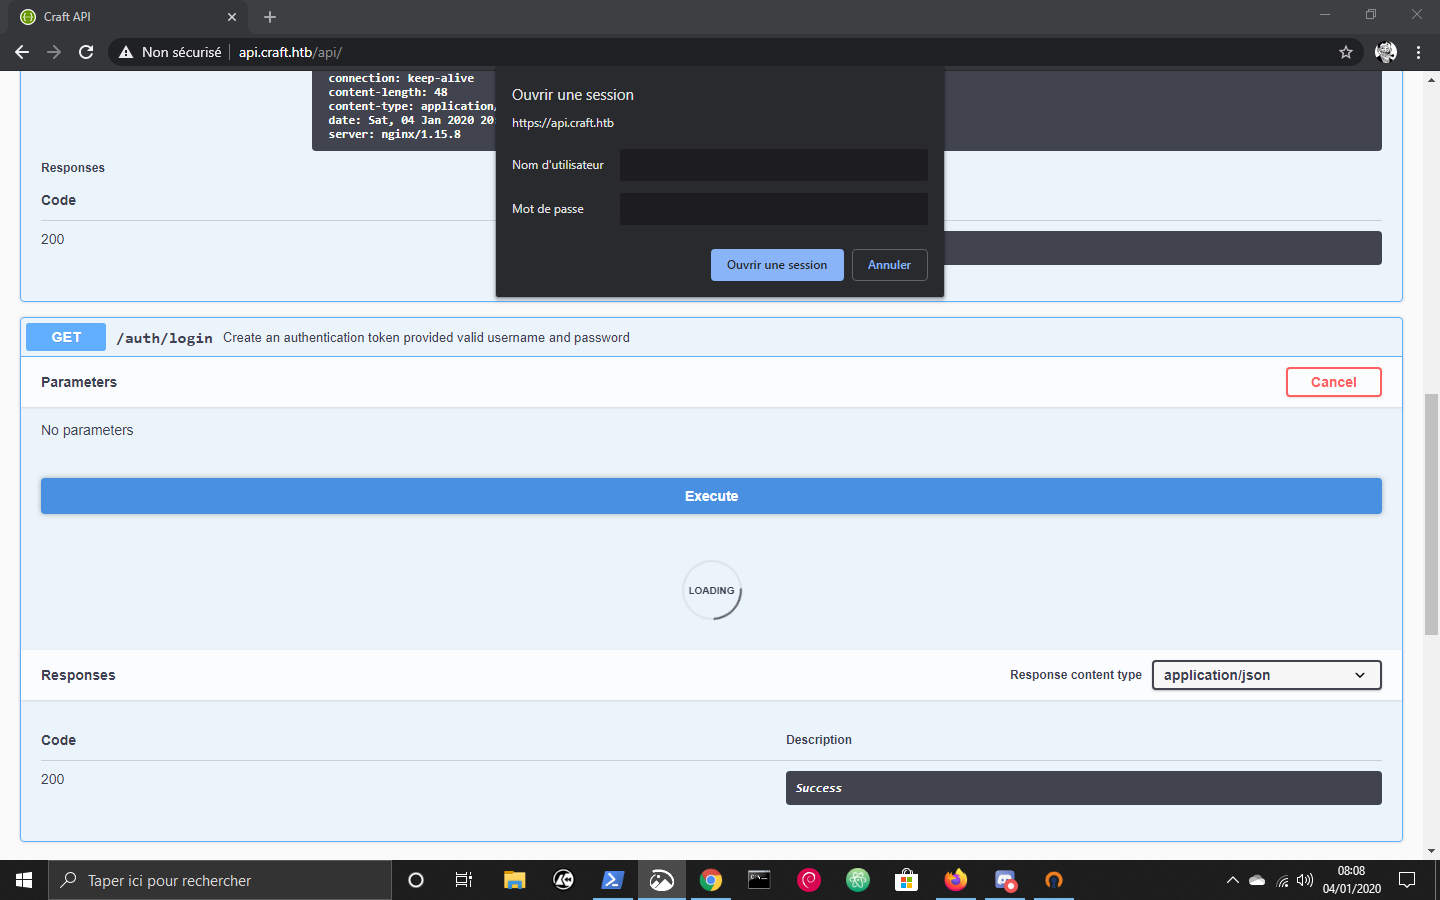 Craft API
Non sécurisé
api.craft.htb/api/
connection: keep-alive
content-length: 48
content-type: application/
date: Sat, 04 Jan 2020 20:
server: nginx/1.15.8
Ouvrir une session
https://api.craft.htb
Nom d'utilisateur
Mot de passe
Ouvrir une session
Annuler
Responses
Code
200
GET
/auth/login
Create an authentication token provided valid username and password
Parameters
Cancel
No parameters
Execute
LOADING
Responses
Response content type
application/json
Code
Description
200
Success
Taper ici pour rechercher
08:08
04/01/2020